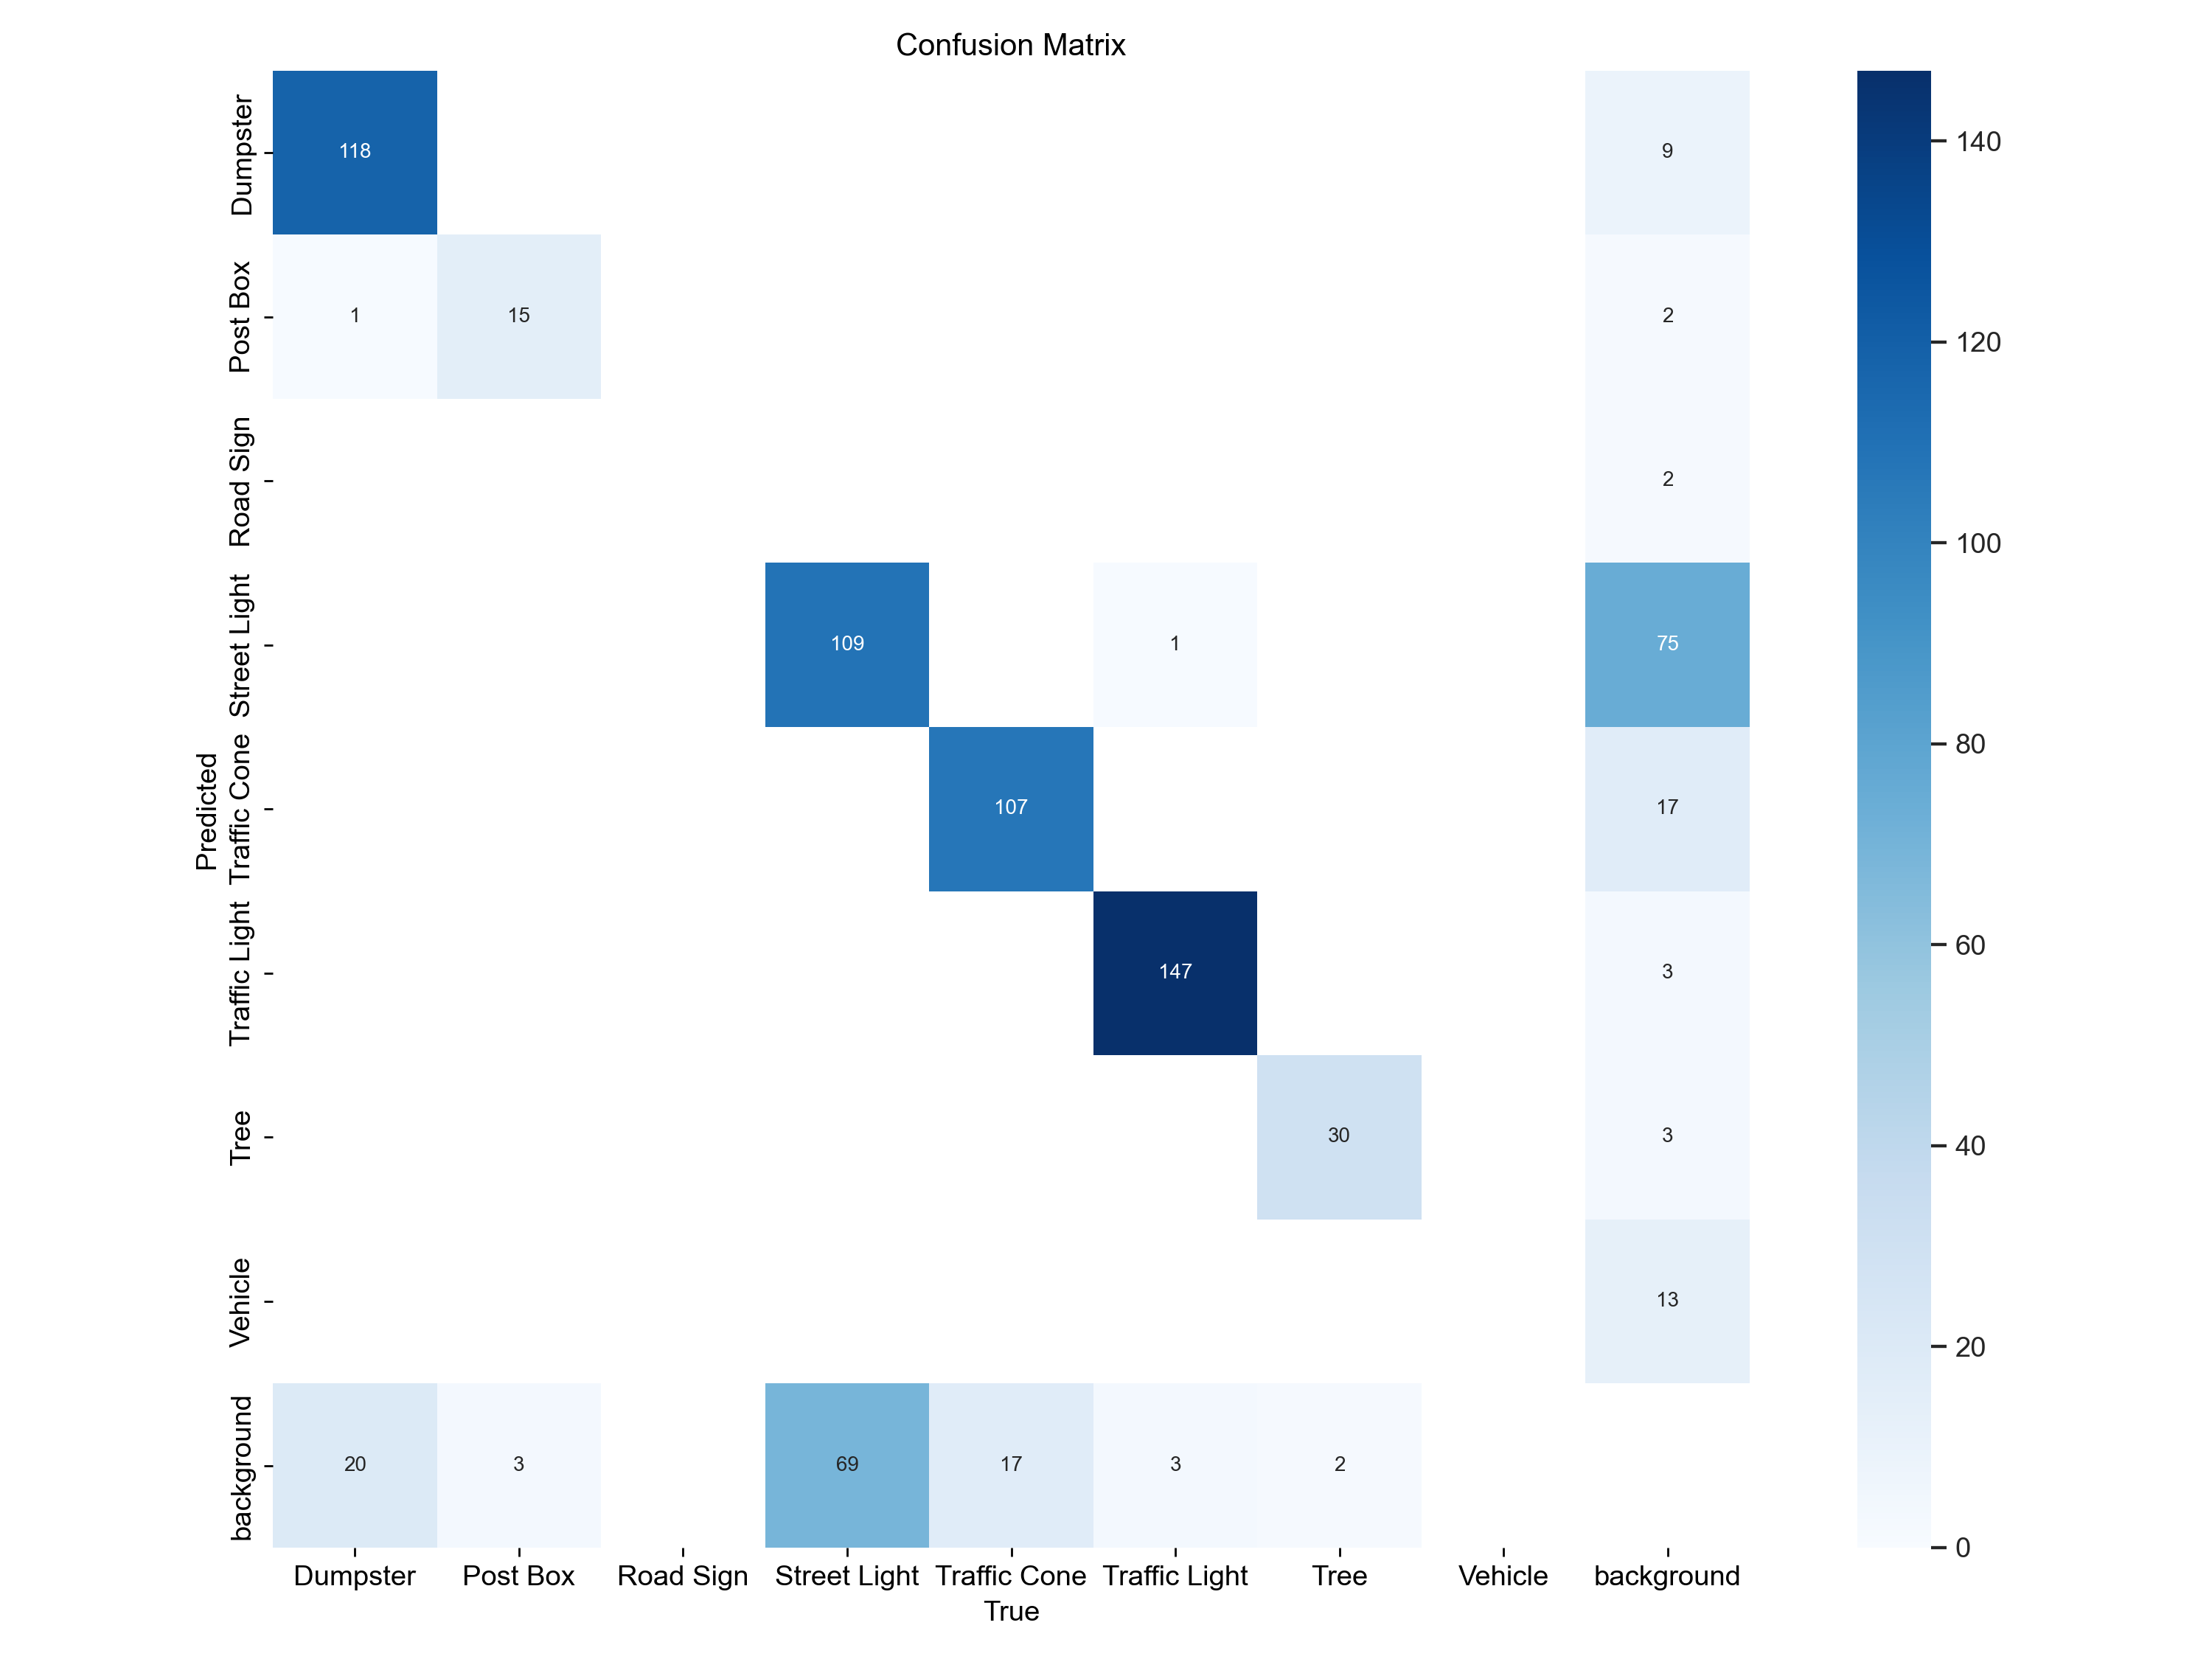 Confusion Matrix
Dumpster 118 9
Post Box 1 15 2
Road Sign 2
Street Light 109 1 75
Traffic Cone 107 17
Traffic Light 147 3
Tree 30 3
Vehicle 13
background 20 3 69 17 3 2
Predicted
Dumpster Post Box Road Sign Street Light Traffic Cone Traffic Light Tree Vehicle background
True
140
120
100
80
60
40
20
0